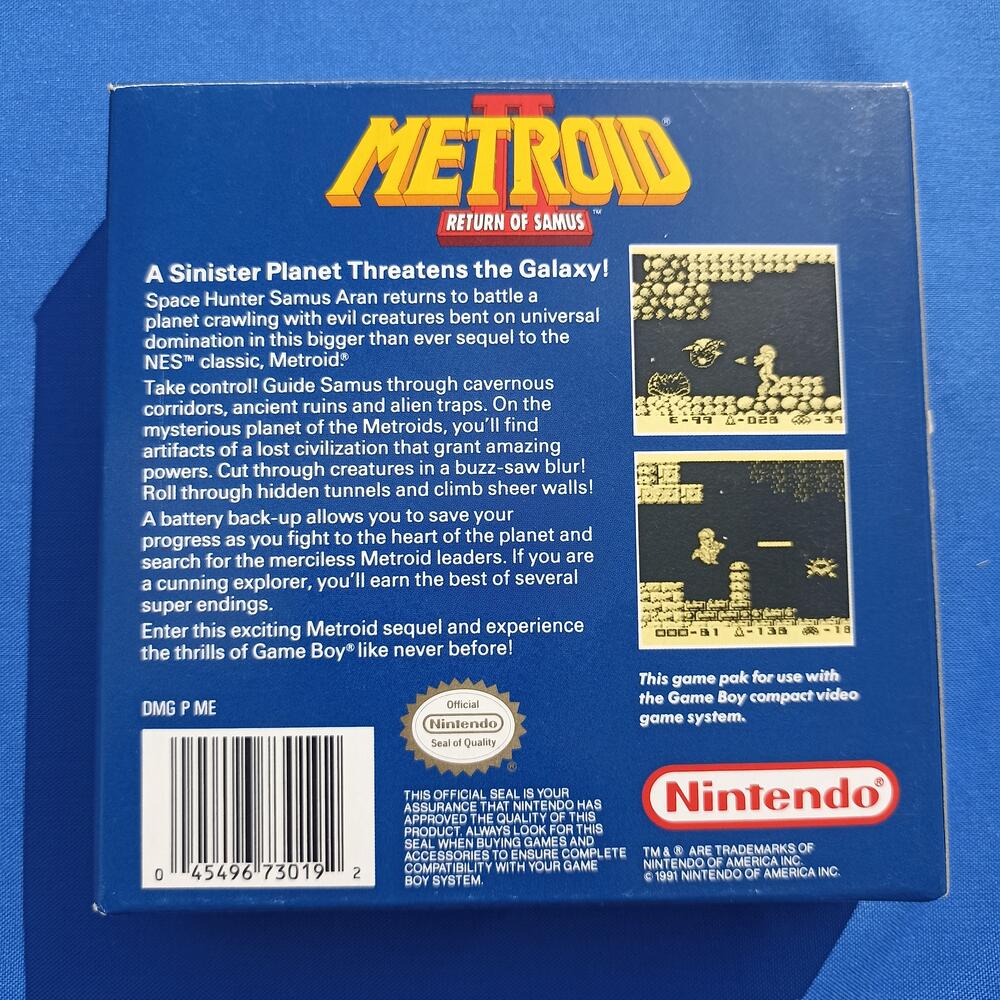 METROID®
II
RETURN OF SAMUS™
A Sinister Planet Threatens the Galaxy!
Space Hunter Samus Aran returns to battle a
planet crawling with evil creatures bent on universal
domination in this bigger than ever sequel to the
NES™ classic, Metroid®.
Take control! Guide Samus through cavernous
corridors, ancient ruins and alien traps. On the
mysterious planet of the Metroids, you'll find
artifacts of a lost civilization that grant amazing
powers. Cut through creatures in a buzz-saw blur!
Roll through hidden tunnels and climb sheer walls!
A battery back-up allows you to save your
progress as you fight to the heart of the planet and
search for the merciless Metroid leaders. If you are
a cunning explorer, you'll earn the best of several
super endings.
Enter this exciting Metroid sequel and experience
the thrills of Game Boy® like never before!
E-99 -028 -39
-81 -138 -18
This game pak for use with
the Game Boy compact video
game system.
DMG P ME
0 45496 73019 2
Official
Nintendo
Seal of Quality
®
THIS OFFICIAL SEAL IS YOUR
ASSURANCE THAT NINTENDO HAS
APPROVED THE QUALITY OF THIS
PRODUCT. ALWAYS LOOK FOR THIS
SEAL WHEN BUYING GAMES AND
ACCESSORIES TO ENSURE COMPLETE
COMPATIBILITY WITH YOUR GAME
BOY SYSTEM.
Nintendo®
TM & ® ARE TRADEMARKS OF
NINTENDO OF AMERICA INC.
© 1991 NINTENDO OF AMERICA INC.